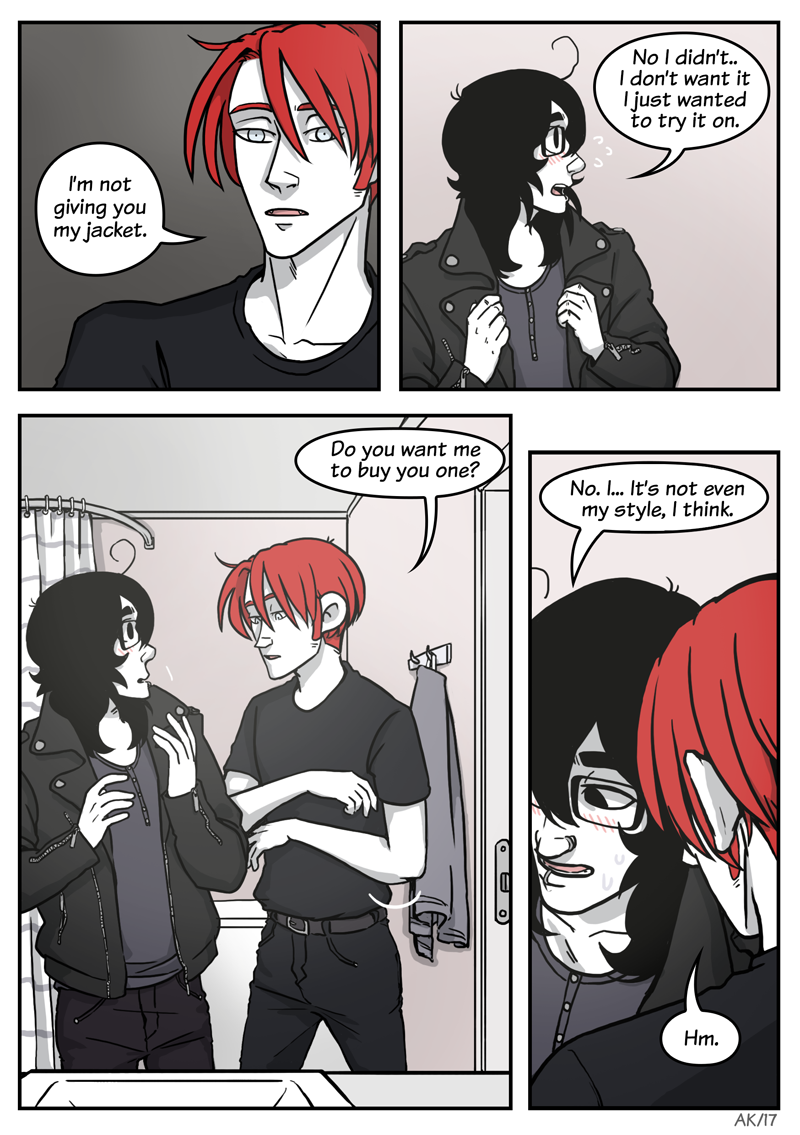 I'm not
giving you
my jacket.
No I didn't..
I don't want it
I just wanted
to try it on.
Do you want me
to buy you one?
No. I... It's not even
my style, I think.
Hm.
AK/17